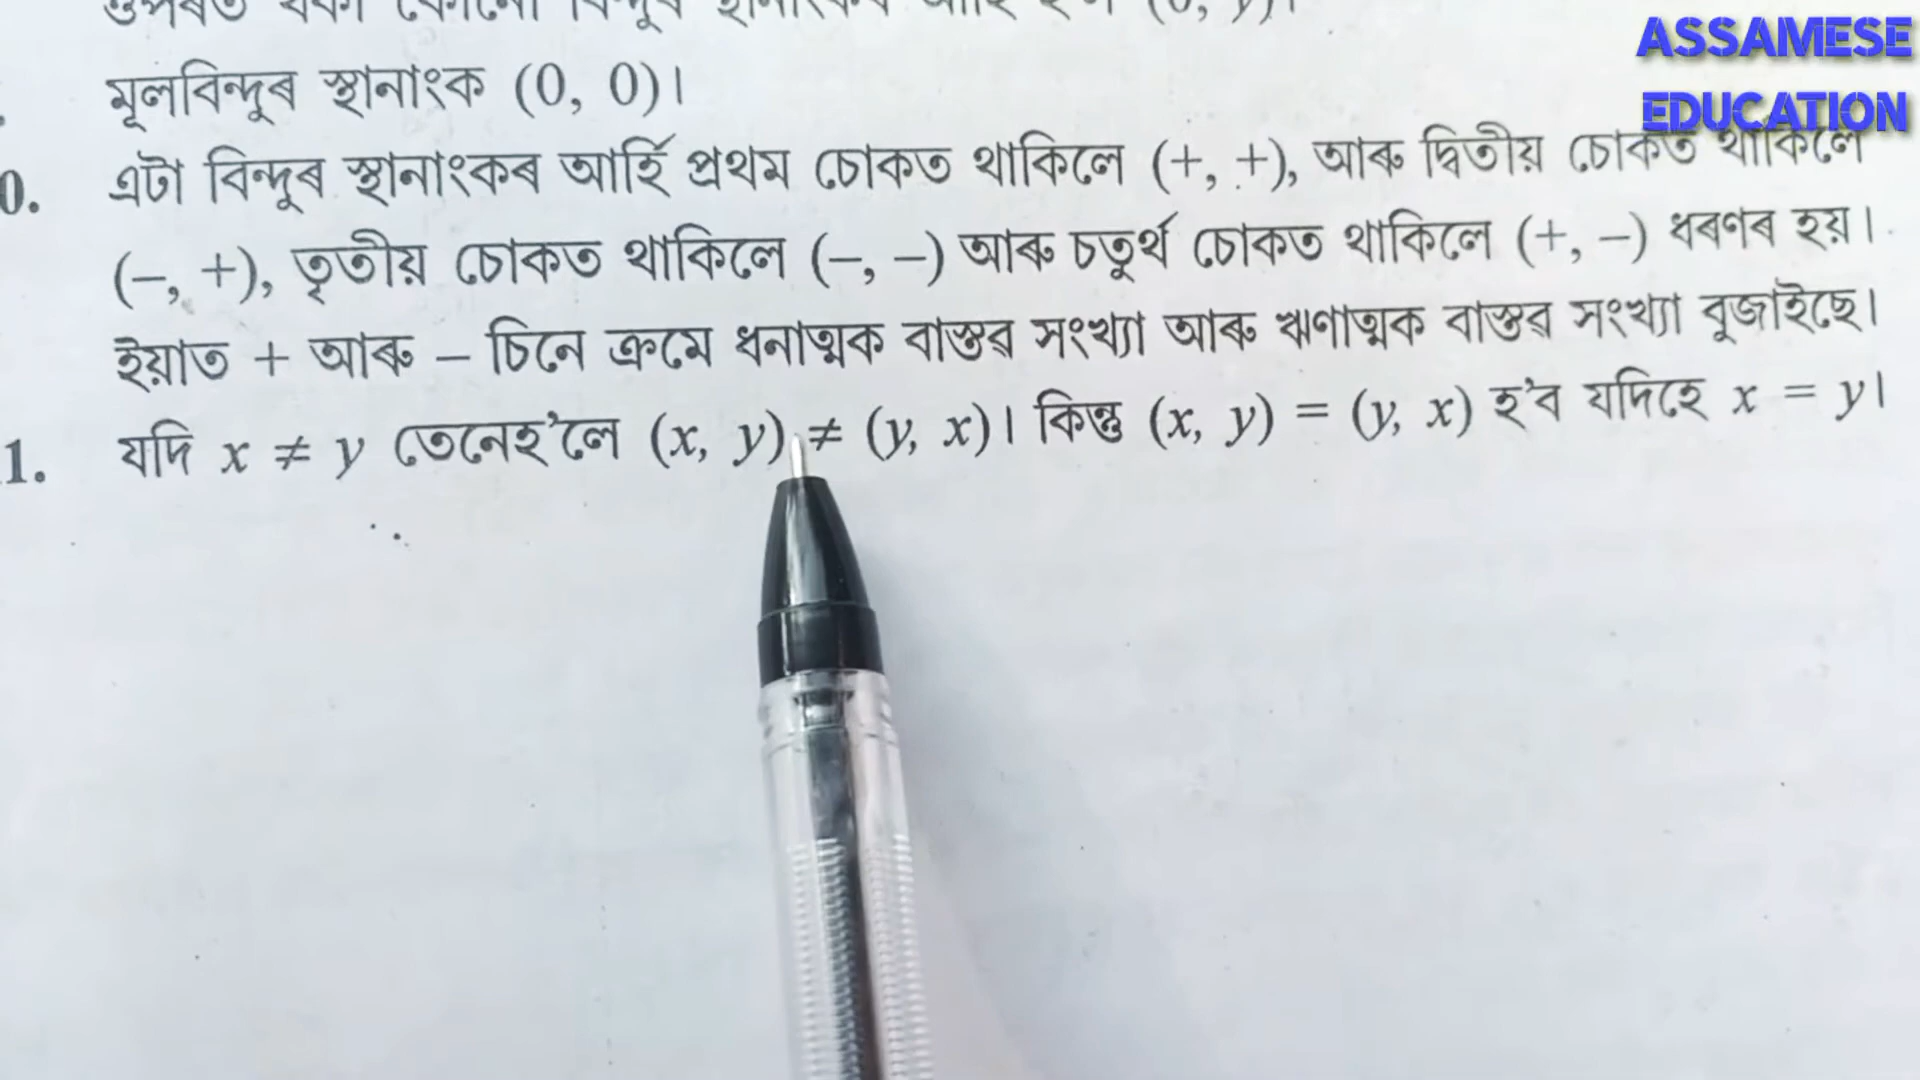 (0, y)।
মূলবিন্দুৰ স্থানাংক (0, 0)।
0. এটা বিন্দুৰ স্থানাংকৰ আৰ্হি প্ৰথম চোকত থাকিলে (+, +), আৰু দ্বিতীয় চোকত থাকিলে
(–, +), তৃতীয় চোকত থাকিলে (–, –) আৰু চতুৰ্থ চোকত থাকিলে (+, –) ধৰণৰ হয়।
ইয়াত + আৰু – চিনে ক্ৰমে ধনাত্মক বাস্তৱ সংখ্যা আৰু ঋণাত্মক বাস্তৱ সংখ্যা বুজাইছে।
1. যদি x ≠ y তেনেহ'লে (x, y) ≠ (y, x)। কিন্তু (x, y) = (y, x) হ'ব যদিহে x = y।
ASSAMESE
EDUCATION